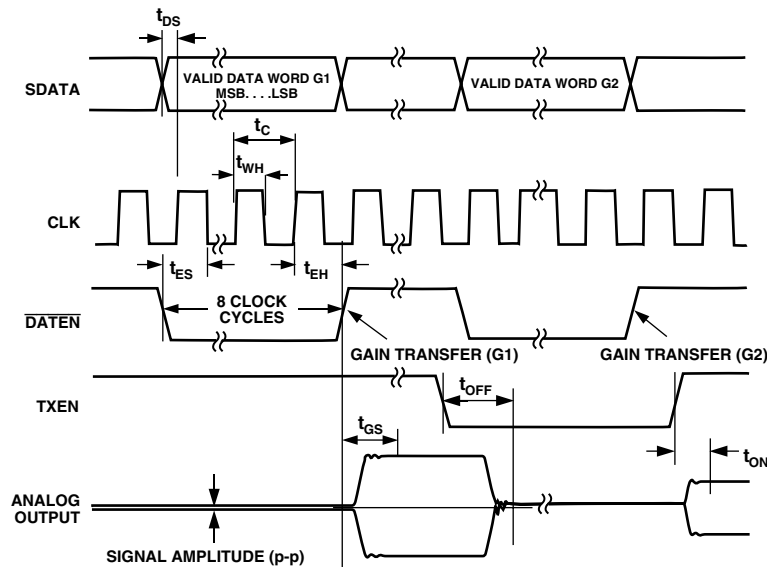 tDS
SDATA
VALID DATA WORD G1
MSB. . . .LSB
VALID DATA WORD G2
tC
tWH
CLK
tES
tEH
DATEN
8 CLOCK
CYCLES
GAIN TRANSFER (G1)
GAIN TRANSFER (G2)
TXEN
tOFF
tGS
tON
ANALOG
OUTPUT
SIGNAL AMPLITUDE (p-p)